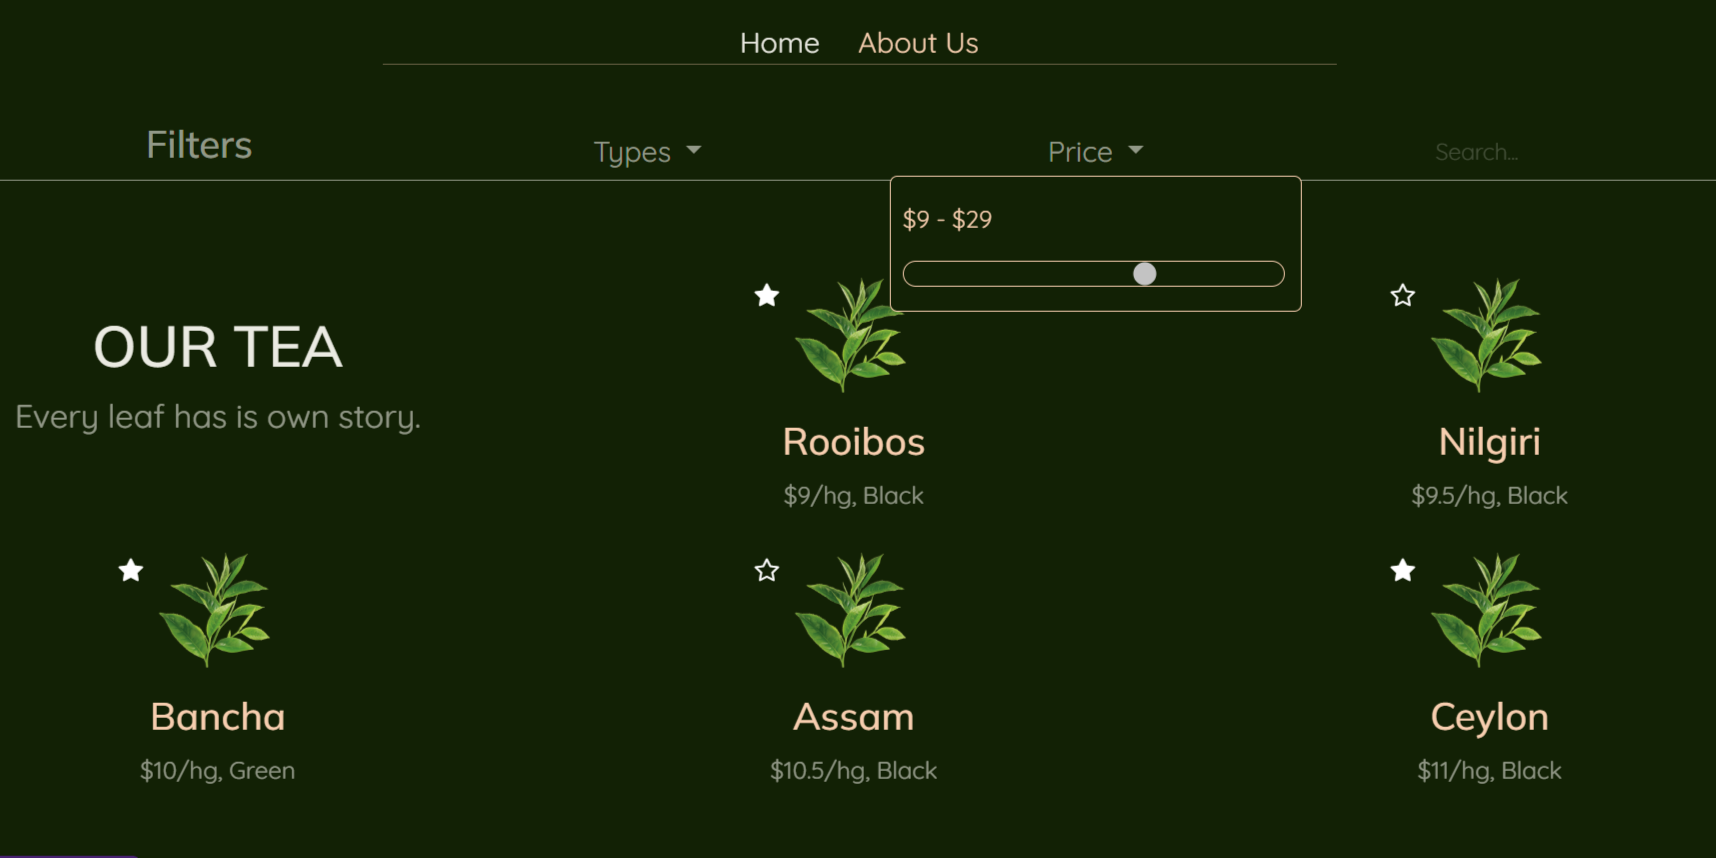 Home About Us
Filters Types Price Search...
$9 - $29
OUR TEA
Every leaf has is own story.
Rooibos
$9/hg, Black
Nilgiri
$9.5/hg, Black
Bancha
$10/hg, Green
Assam
$10.5/hg, Black
Ceylon
$11/hg, Black